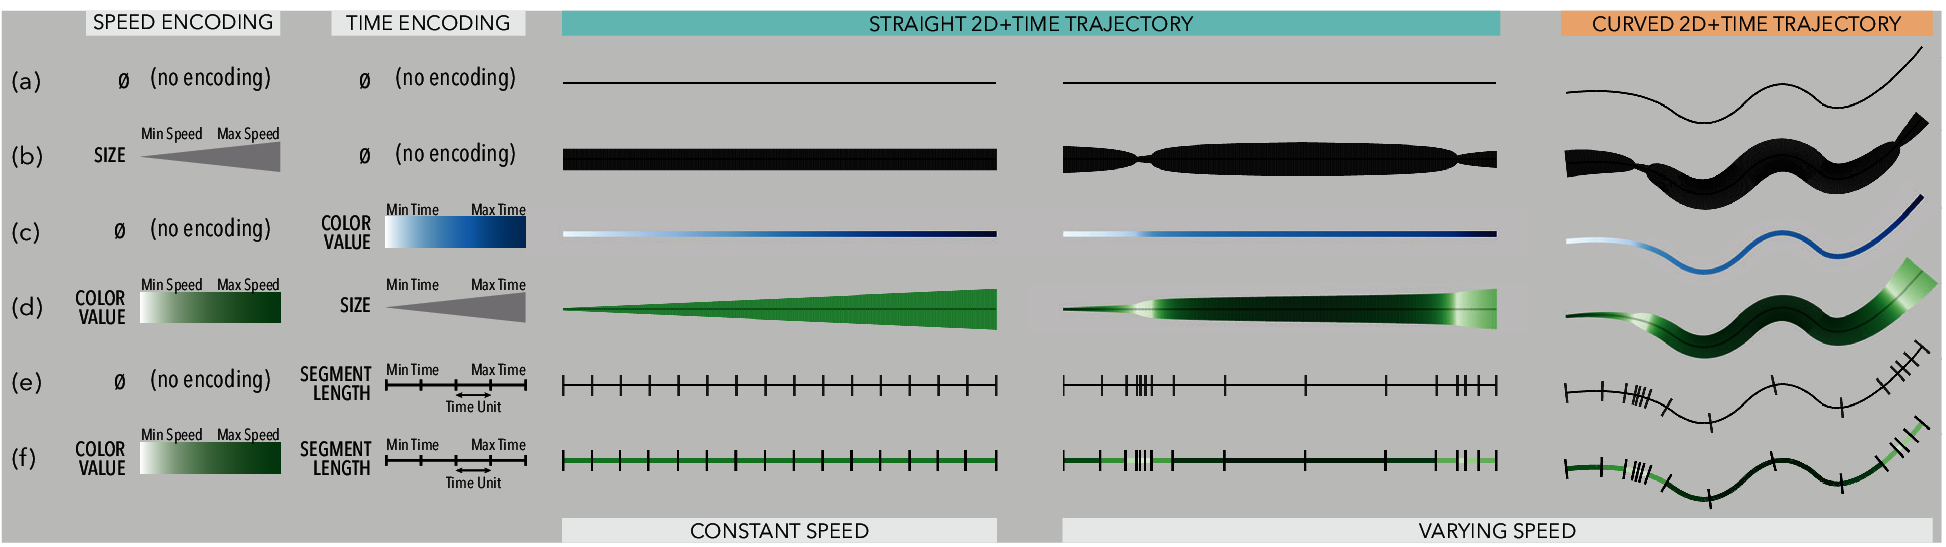 SPEED ENCODING TIME ENCODING STRAIGHT 2D+TIME TRAJECTORY CURVED 2D+TIME TRAJECTORY
(a) Ø (no encoding) Ø (no encoding)
Min Speed Max Speed
(b) SIZE Ø (no encoding)
Min Time Max Time
(c) Ø (no encoding) COLOR VALUE
Min Speed Max Speed Min Time Max Time
(d) COLOR VALUE SIZE
Min Time Max Time
(e) Ø (no encoding) SEGMENT LENGTH
Time Unit
Min Speed Max Speed Min Time Max Time
(f) COLOR VALUE SEGMENT LENGTH
Time Unit
CONSTANT SPEED VARYING SPEED